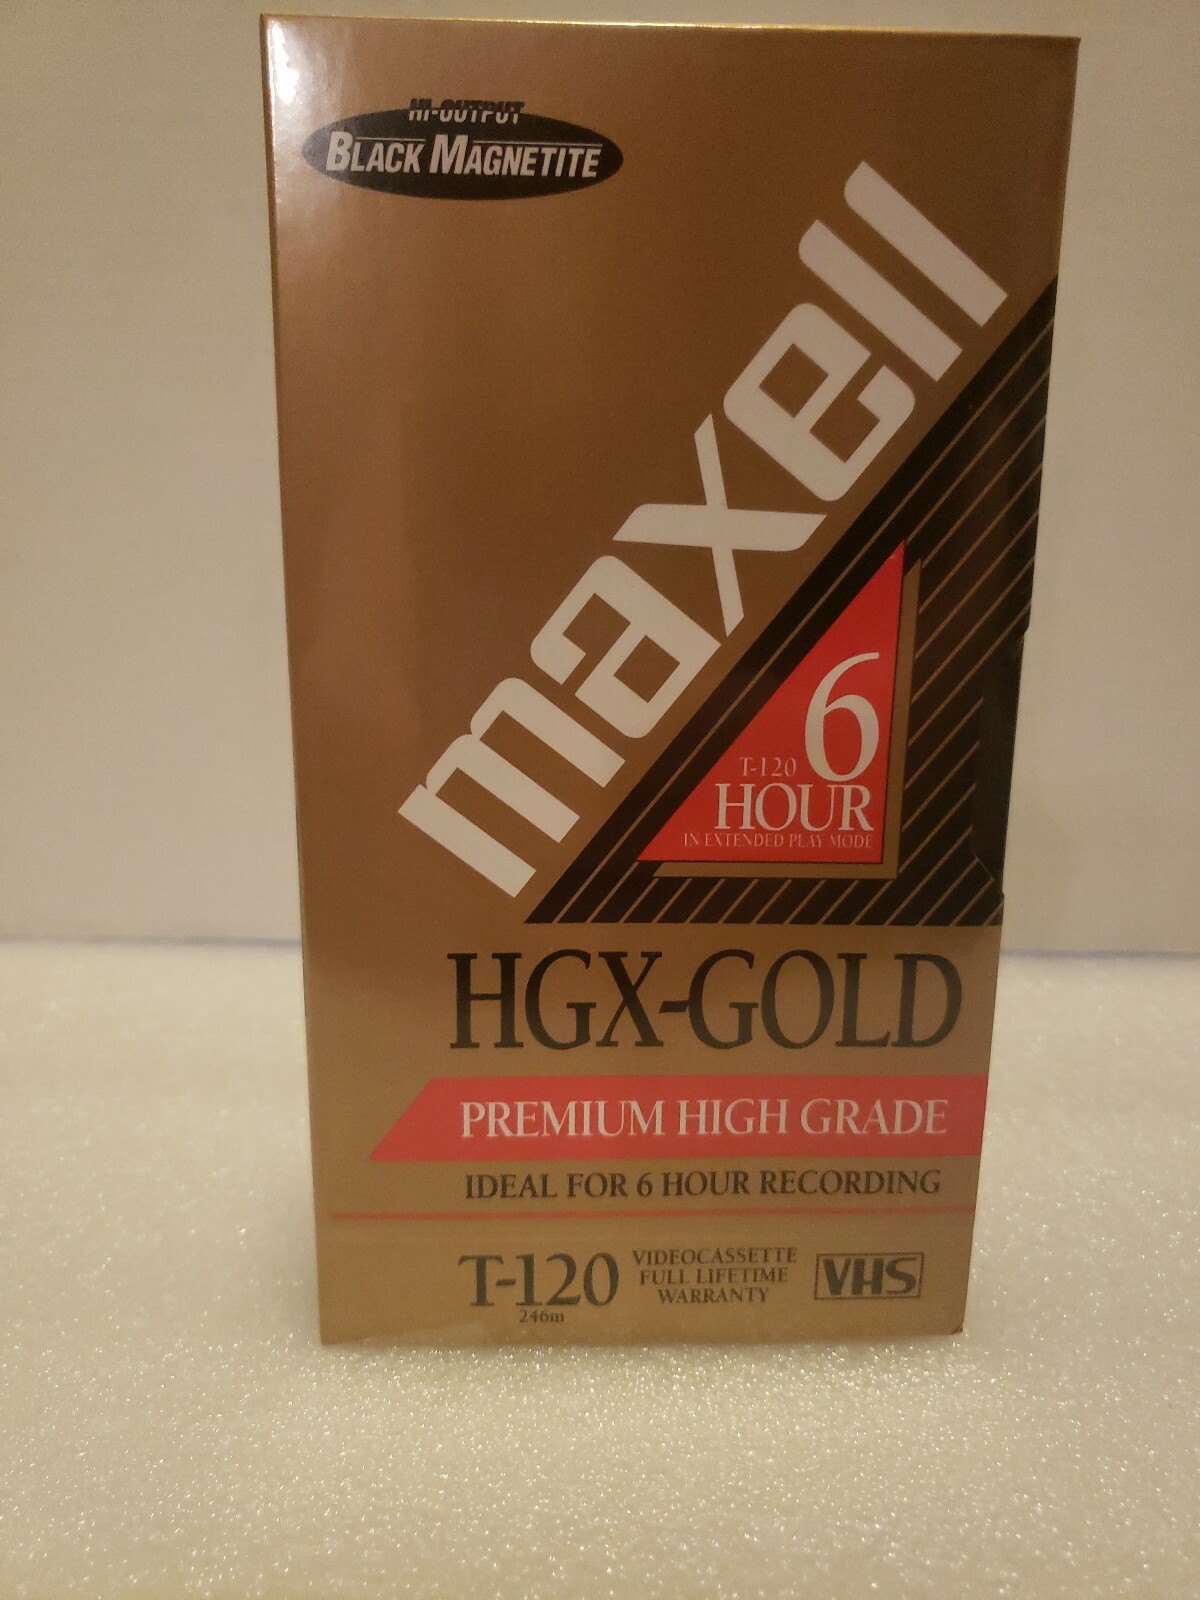 HI-OUTPUT
BLACK MAGNETITE
maxell
6
T-120
HOUR
IN EXTENDED PLAY MODE
HGX-GOLD
PREMIUM HIGH GRADE
IDEAL FOR 6 HOUR RECORDING
T-120
246m
VIDEOCASSETTE
FULL LIFETIME
WARRANTY
VHS